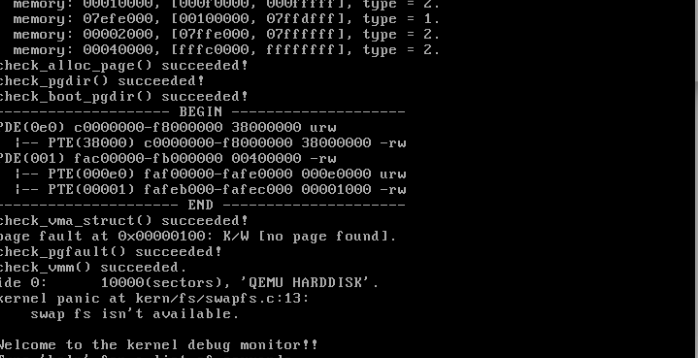 memory: 00010000, [000f0000, 000fffff], type = 2.
memory: 07efe000, [00100000, 07ffdfff], type = 1.
memory: 00002000, [07ffe000, 07ffffff], type = 2.
memory: 00040000, [fffc0000, ffffffff], type = 2.
check_alloc_page() succeeded!
check_pgdir() succeeded!
check_boot_pgdir() succeeded!
-------------------- BEGIN --------------------
PDE(0e0) c0000000-f8000000 38000000 urw
|-- PTE(38000) c0000000-f8000000 38000000 -rw
PDE(001) fac00000-fb000000 00400000 -rw
|-- PTE(000e0) faf00000-fafe0000 000e0000 urw
|-- PTE(00001) fafeb000-fafec000 00001000 -rw
--------------------- END ---------------------
check_vma_struct() succeeded!
page fault at 0x00000100: K/W [no page found].
check_pgfault() succeeded!
check_vmm() succeeded.
ide 0: 10000(sectors), 'QEMU HARDDISK'.
kernel panic at kern/fs/swapfs.c:13:
swap fs isn't available.
Welcome to the kernel debug monitor!!